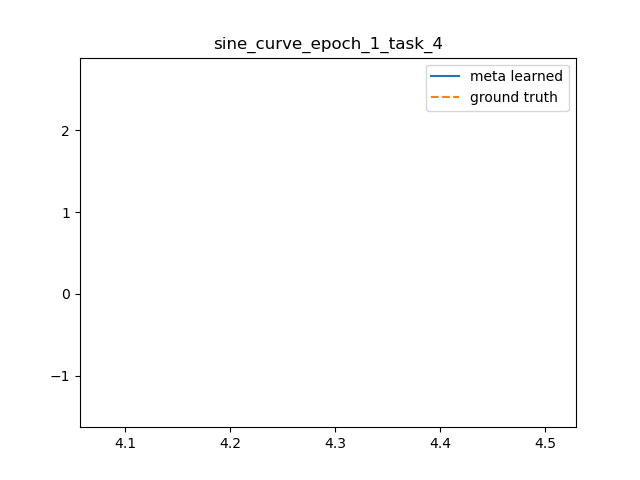 sine_curve_epoch_1_task_4
meta learned
ground truth
2
1
0
−1
4.1 4.2 4.3 4.4 4.5